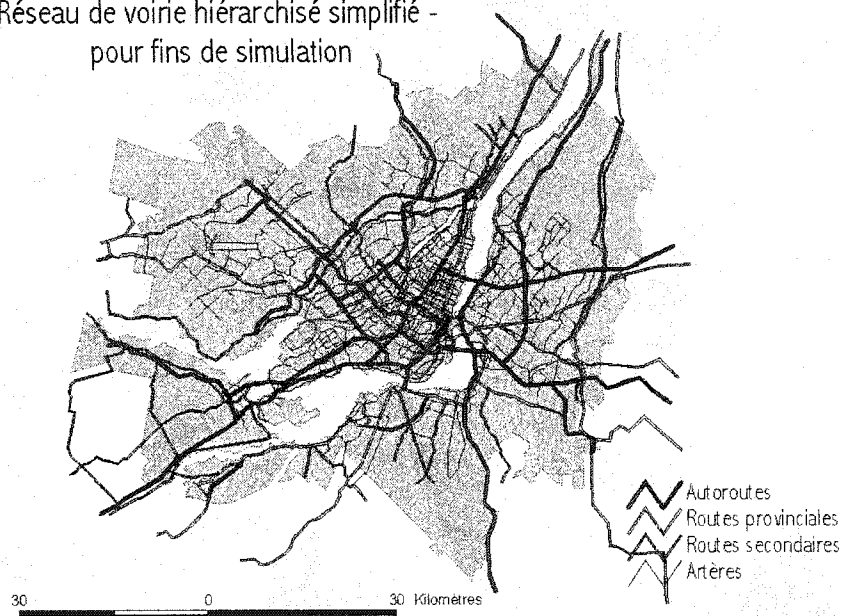 Réseau de voirie hiérarchisé simplifié -
pour fins de simulation
Autoroutes
Routes provinciales
Routes secondaires
Artères
30 0 30 Kilomètres